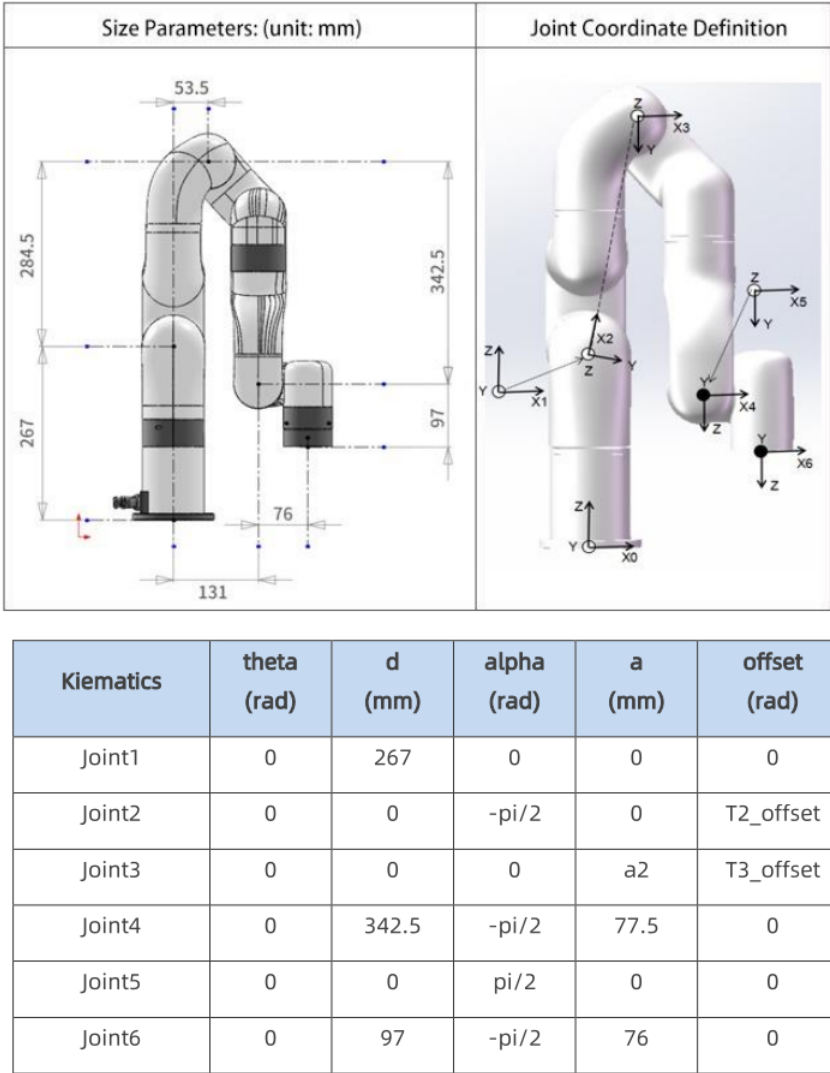 Size Parameters: (unit: mm)
Joint Coordinate Definition
53.5
284.5
342.5
267
97
76
131
Z
X3
Y
Z
X5
Y
X2
Z
Y
Z
Y
X1
Y
X4
Z
Y
X6
Z
Z
Y
X0
Kiematics theta (rad) d (mm) alpha (rad) a (mm) offset (rad)
Joint1 0 267 0 0 0
Joint2 0 0 -pi/2 0 T2_offset
Joint3 0 0 0 a2 T3_offset
Joint4 0 342.5 -pi/2 77.5 0
Joint5 0 0 pi/2 0 0
Joint6 0 97 -pi/2 76 0